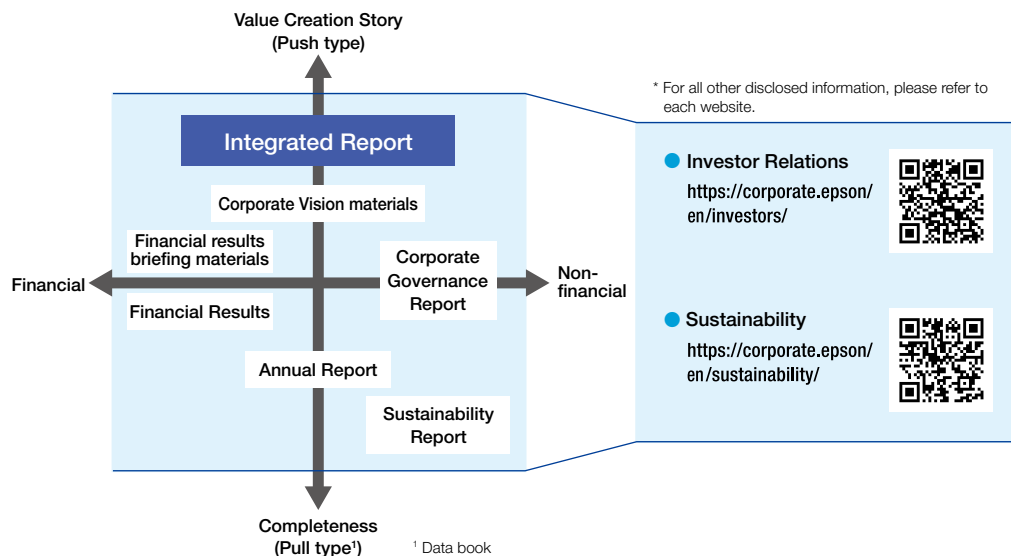 Value Creation Story
(Push type)
* For all other disclosed information, please refer to
each website.
Integrated Report
Corporate Vision materials
Financial results
briefing materials
Financial
Corporate
Governance
Report
Non-
financial
Financial Results
Annual Report
Sustainability
Report
Completeness
(Pull type¹)
¹ Data book
● Investor Relations
https://corporate.epson/
en/investors/
● Sustainability
https://corporate.epson/
en/sustainability/